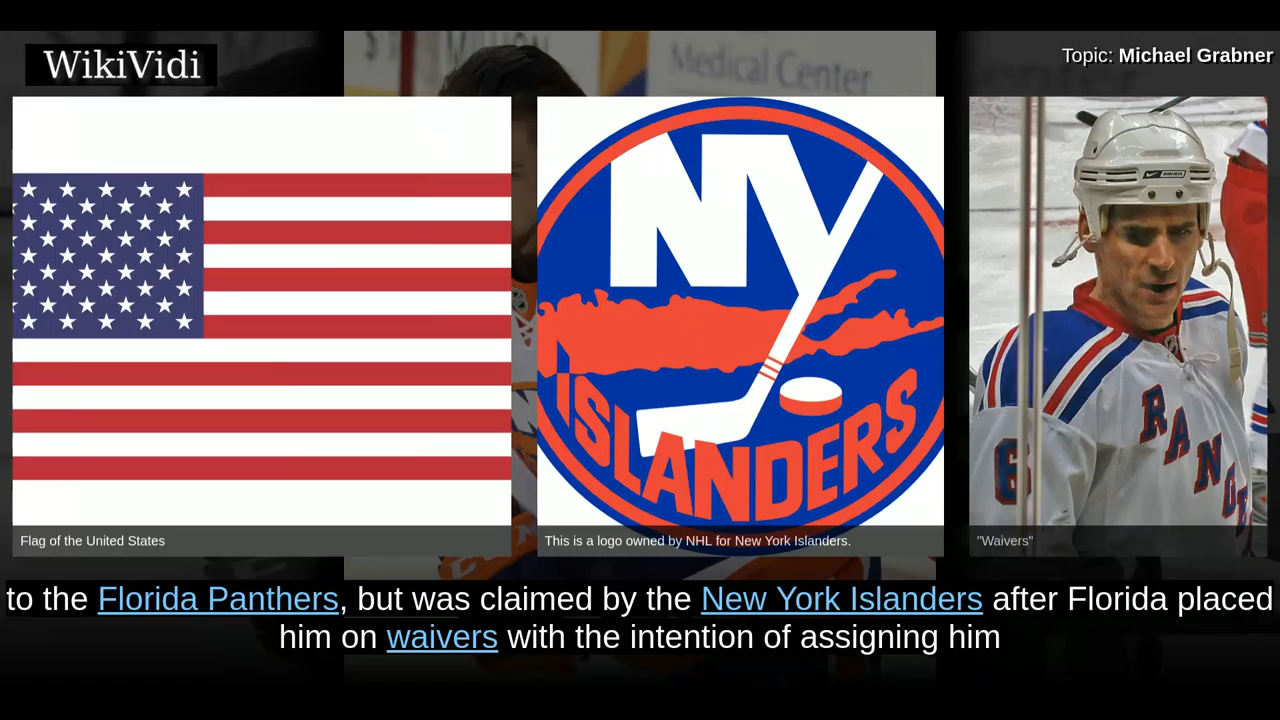 WikiVidi
Topic: Michael Grabner
Medical Center
NY
ISLANDERS
RANGE
6
Flag of the United States
This is a logo owned by NHL for New York Islanders.
"Waivers"
to the Florida Panthers, but was claimed by the New York Islanders after Florida placed
him on waivers with the intention of assigning him